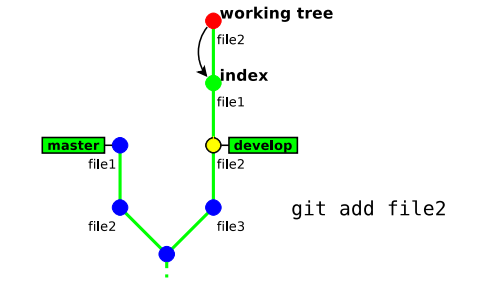 working tree
file2
index
file1
master
develop
file1
file2
file2
file3
git add file2